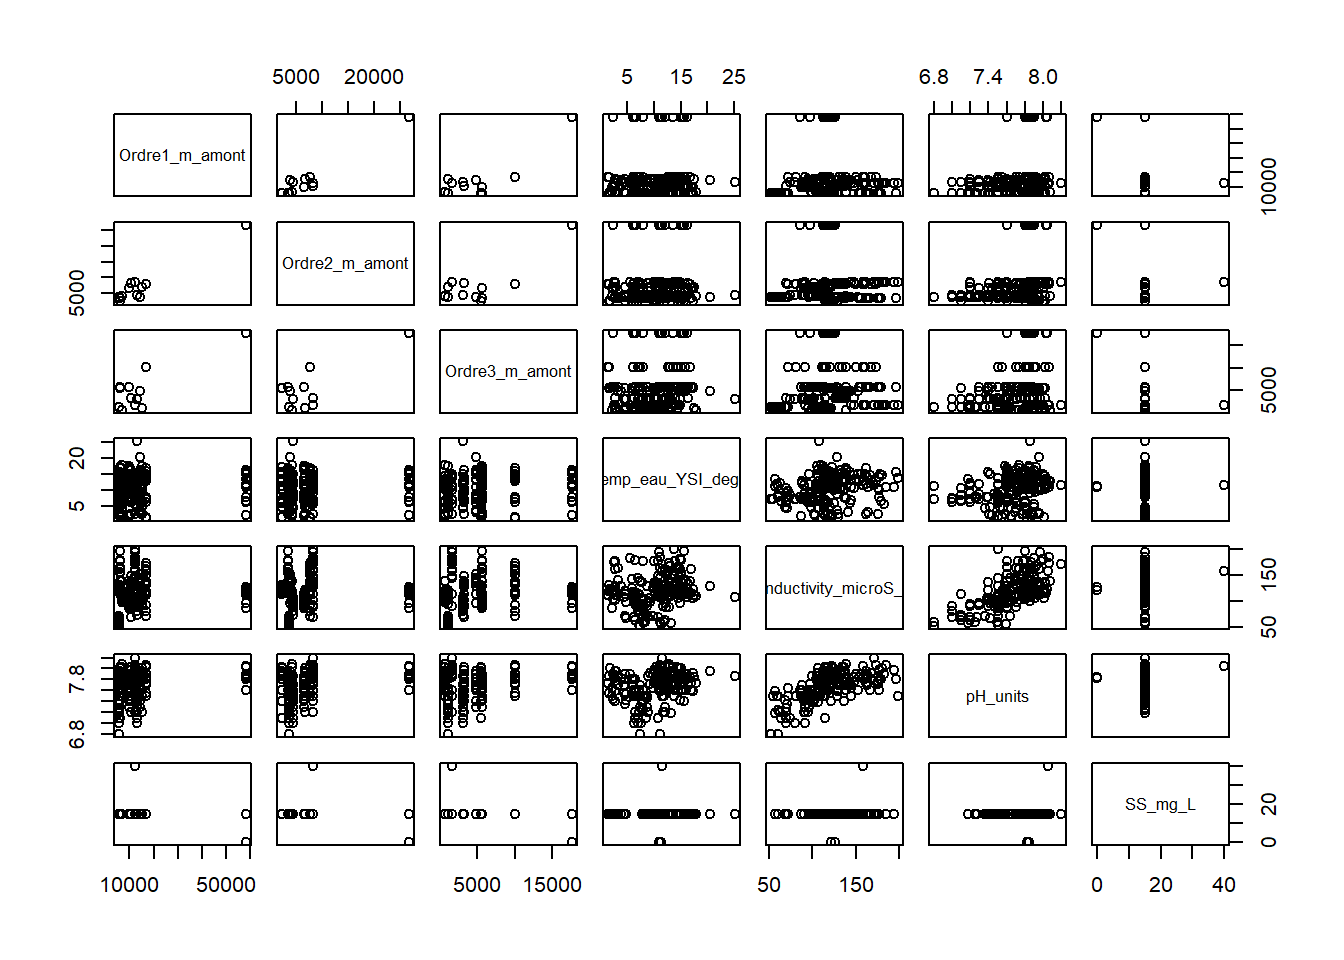 5000 20000 5 15 25 6.8 7.4 8.0
Ordre1_m_amont
10000
Ordre2_m_amont
5000
Ordre3_m_amont
5000
20 5
emp_eau_YSI_deg
nductivity_microS_
150 50
7.8 6.8
pH_units
SS_mg_L
20 0
10000 50000 5000 15000 50 150 0 20 40